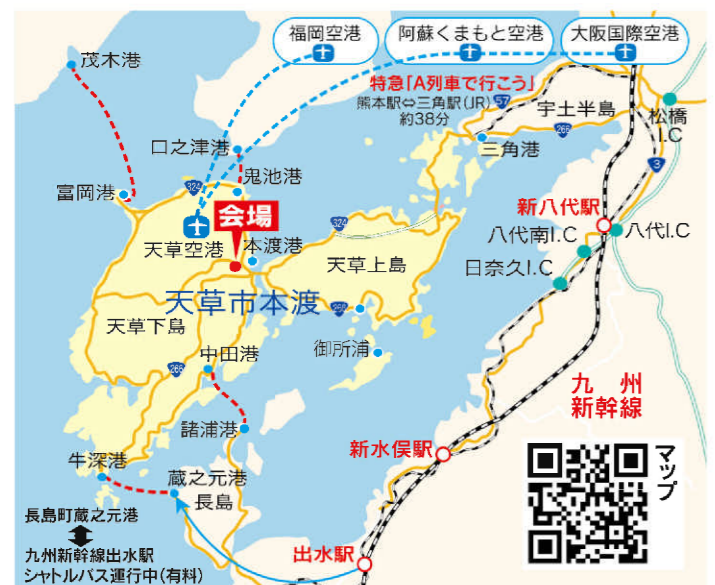 福岡空港
阿蘇くまもと空港
大阪国際空港
茂木港
特急「A列車で行こう」
熊本駅⇔三角駅(JR)
約38分
57
宇土半島
松橋
I.C
266
3
口之津港
三角港
鬼池港
富岡港
324
会場
324
新八代駅
天草空港
本渡港
八代南I.C
八代I.C
天草上島
日奈久I.C
天草市本渡
266
天草下島
御所浦
中田港
266
九州
新幹線
諸浦港
新水俣駅
マップ
牛深港
蔵之元港
長島
長島町蔵之元港
九州新幹線出水駅
シャトルバス運行中(有料)
出水駅